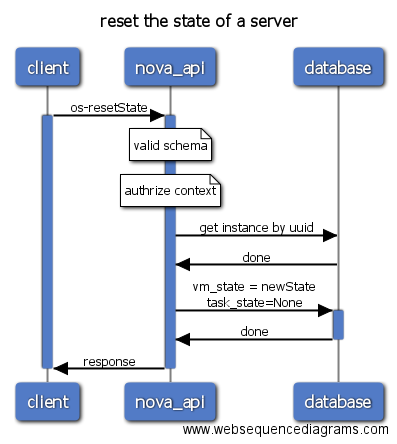 reset the state of a server
client nova_api database
os-resetState
valid schema
authrize context
get instance by uuid
done
vm_state = newState
task_state=None
done
response
client nova_api database
www.websequencediagrams.com